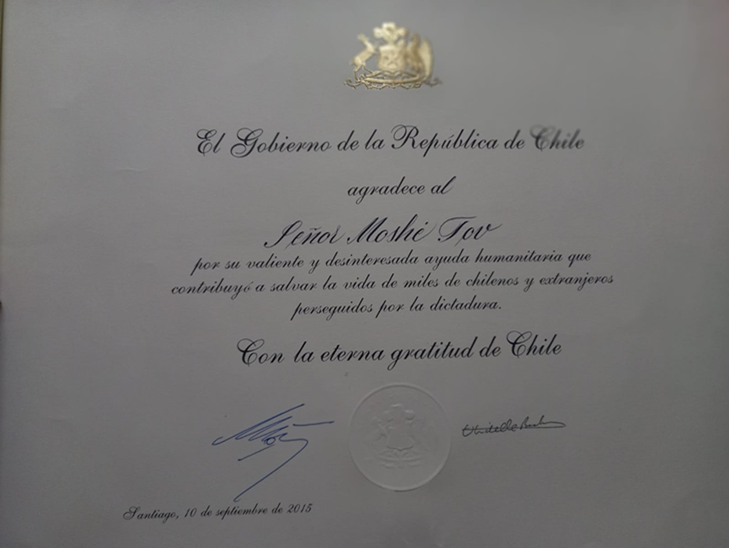 El Gobierno de la República de Chile
agradece al
Señor Moshe Tov
por su valiente y desinteresada ayuda humanitaria que
contribuyó a salvar la vida de miles de chilenos y extranjeros
perseguidos por la dictadura.
Con la eterna gratitud de Chile
Santiago, 10 de septiembre de 2015